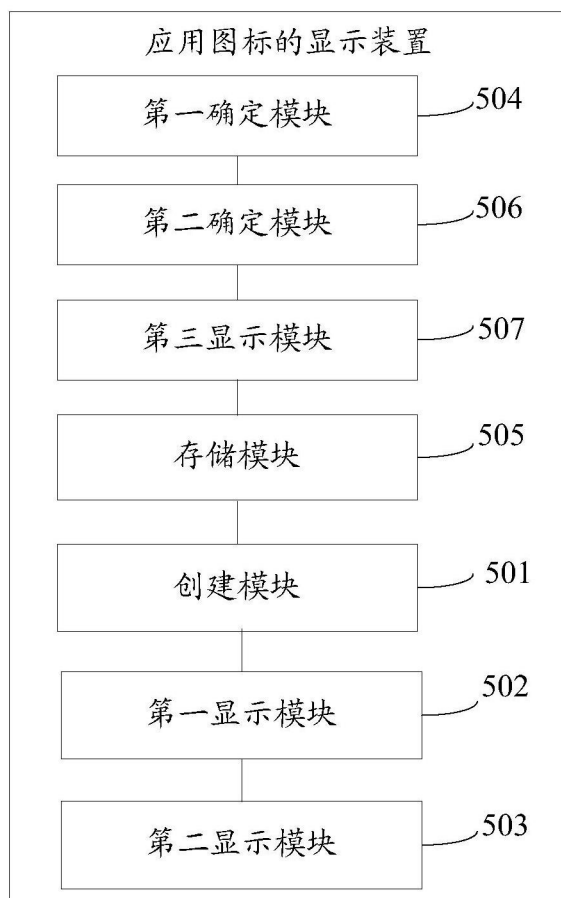 应用图标的显示装置
第一确定模块
504
第二确定模块
506
第三显示模块
507
存储模块
505
创建模块
501
第一显示模块
502
第二显示模块
503